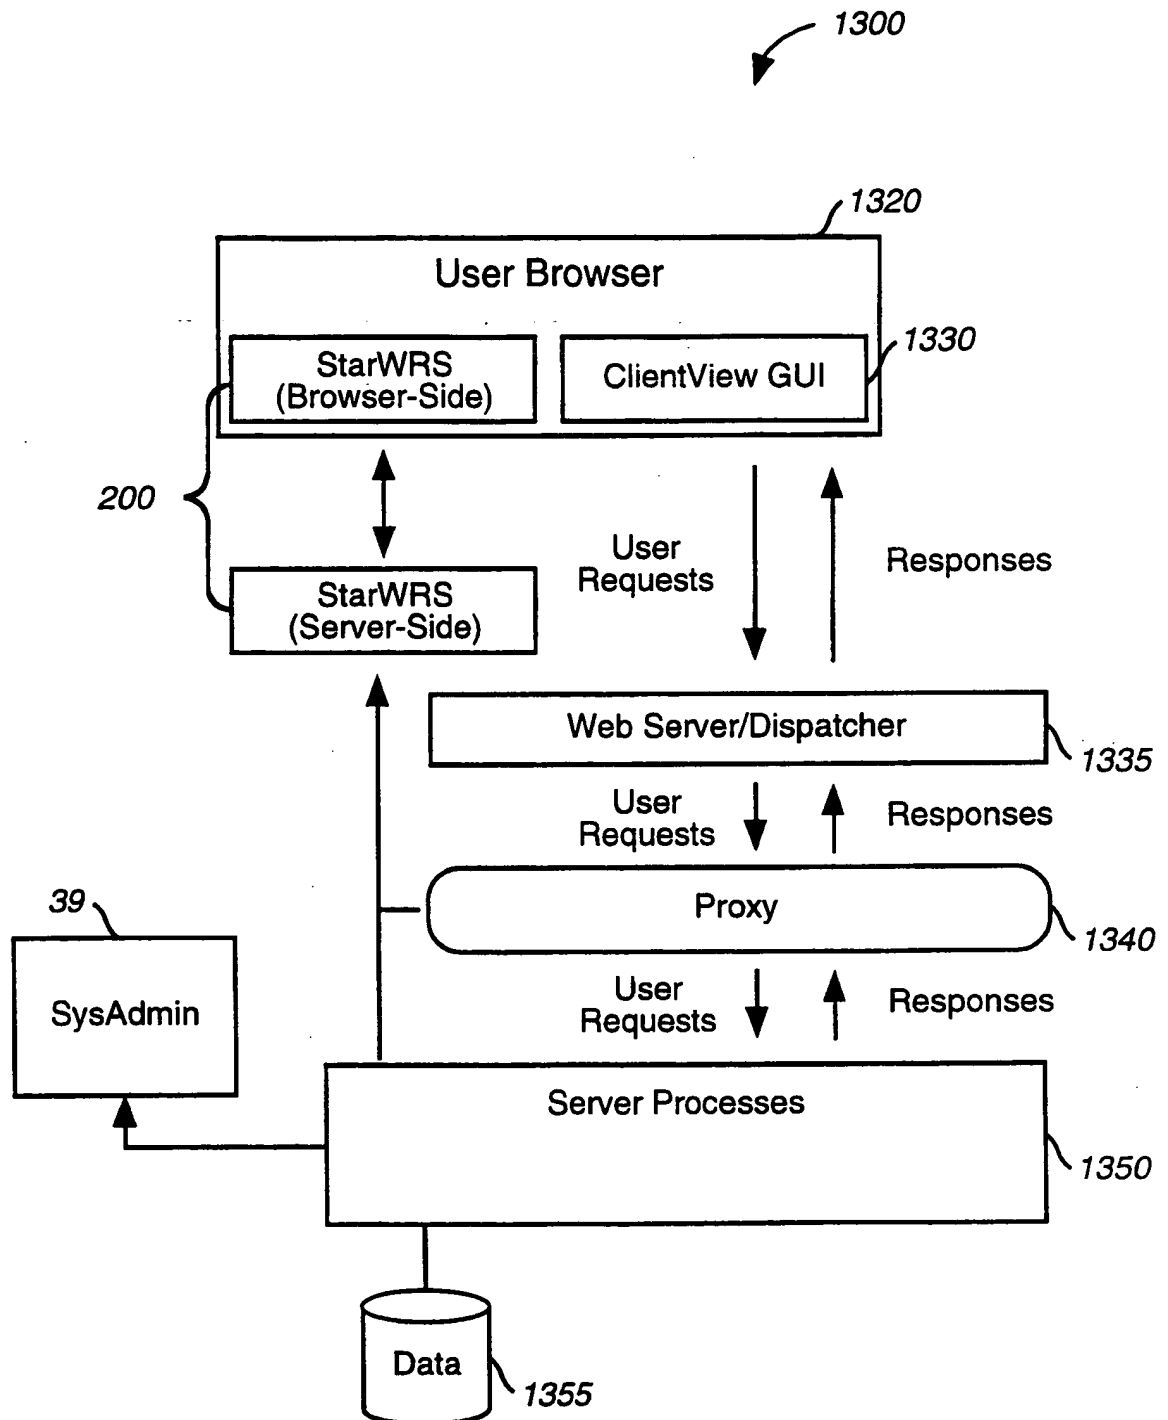 1300
1320
User Browser
1330
StarWRS
(Browser-Side)
ClientView GUI
200
User
Requests
Responses
StarWRS
(Server-Side)
Web Server/Dispatcher
1335
User
Requests
Responses
39
Proxy
1340
SysAdmin
User
Requests
Responses
Server Processes
1350
Data
1355